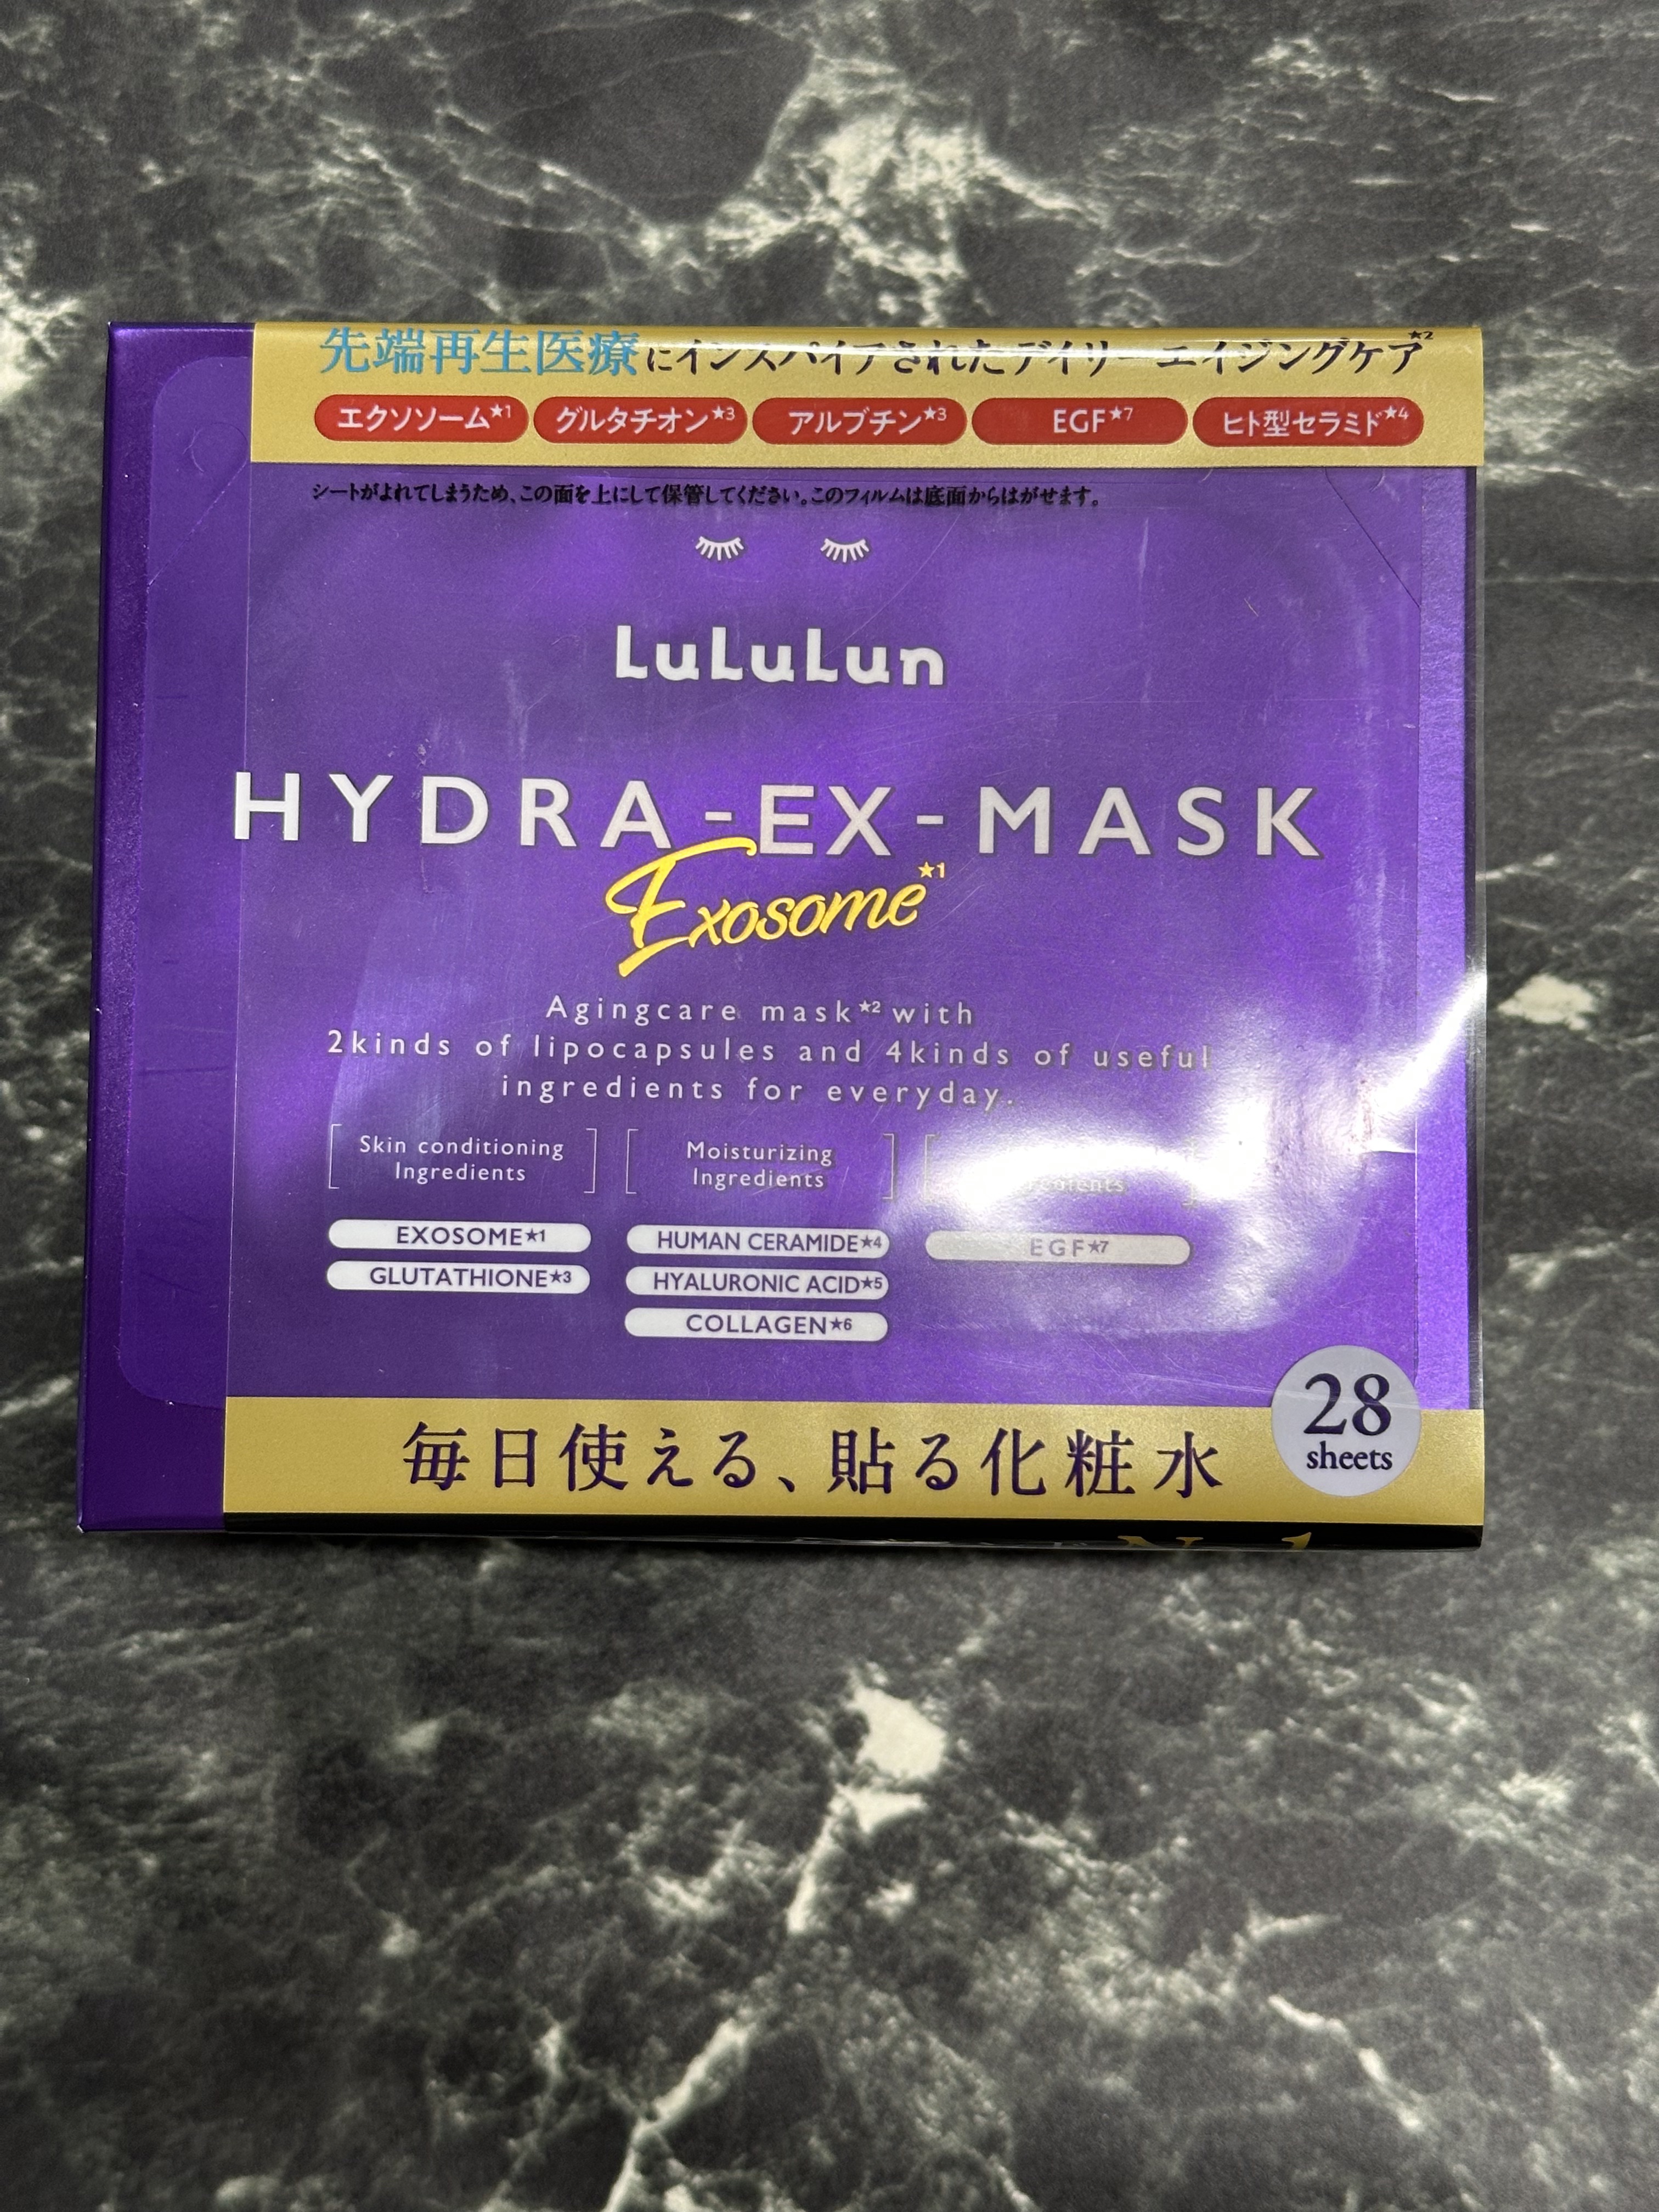 先端再生医療にインスパイアされたデイリーエイジングケア★2
エクソソーム★1 グルタチオン★3 アルブチン★3 EGF★7 ヒト型セラミド★4
シートがよれてしまうため、この面を上にして保管してください。このフィルムは底面からはがせます。
LuLuLun
HYDRA-EX-MASK
Exosome★1
Agingcare mask★2 with
2kinds of lipocapsules and 4kinds of useful
ingredients for everyday.
Skin conditioning
Ingredients
EXOSOME★1
GLUTATHIONE★3
Moisturizing
Ingredients
HUMAN CERAMIDE★4
HYALURONIC ACID★5
COLLAGEN★6
EGF★7
28
sheets
毎日使える、貼る化粧水